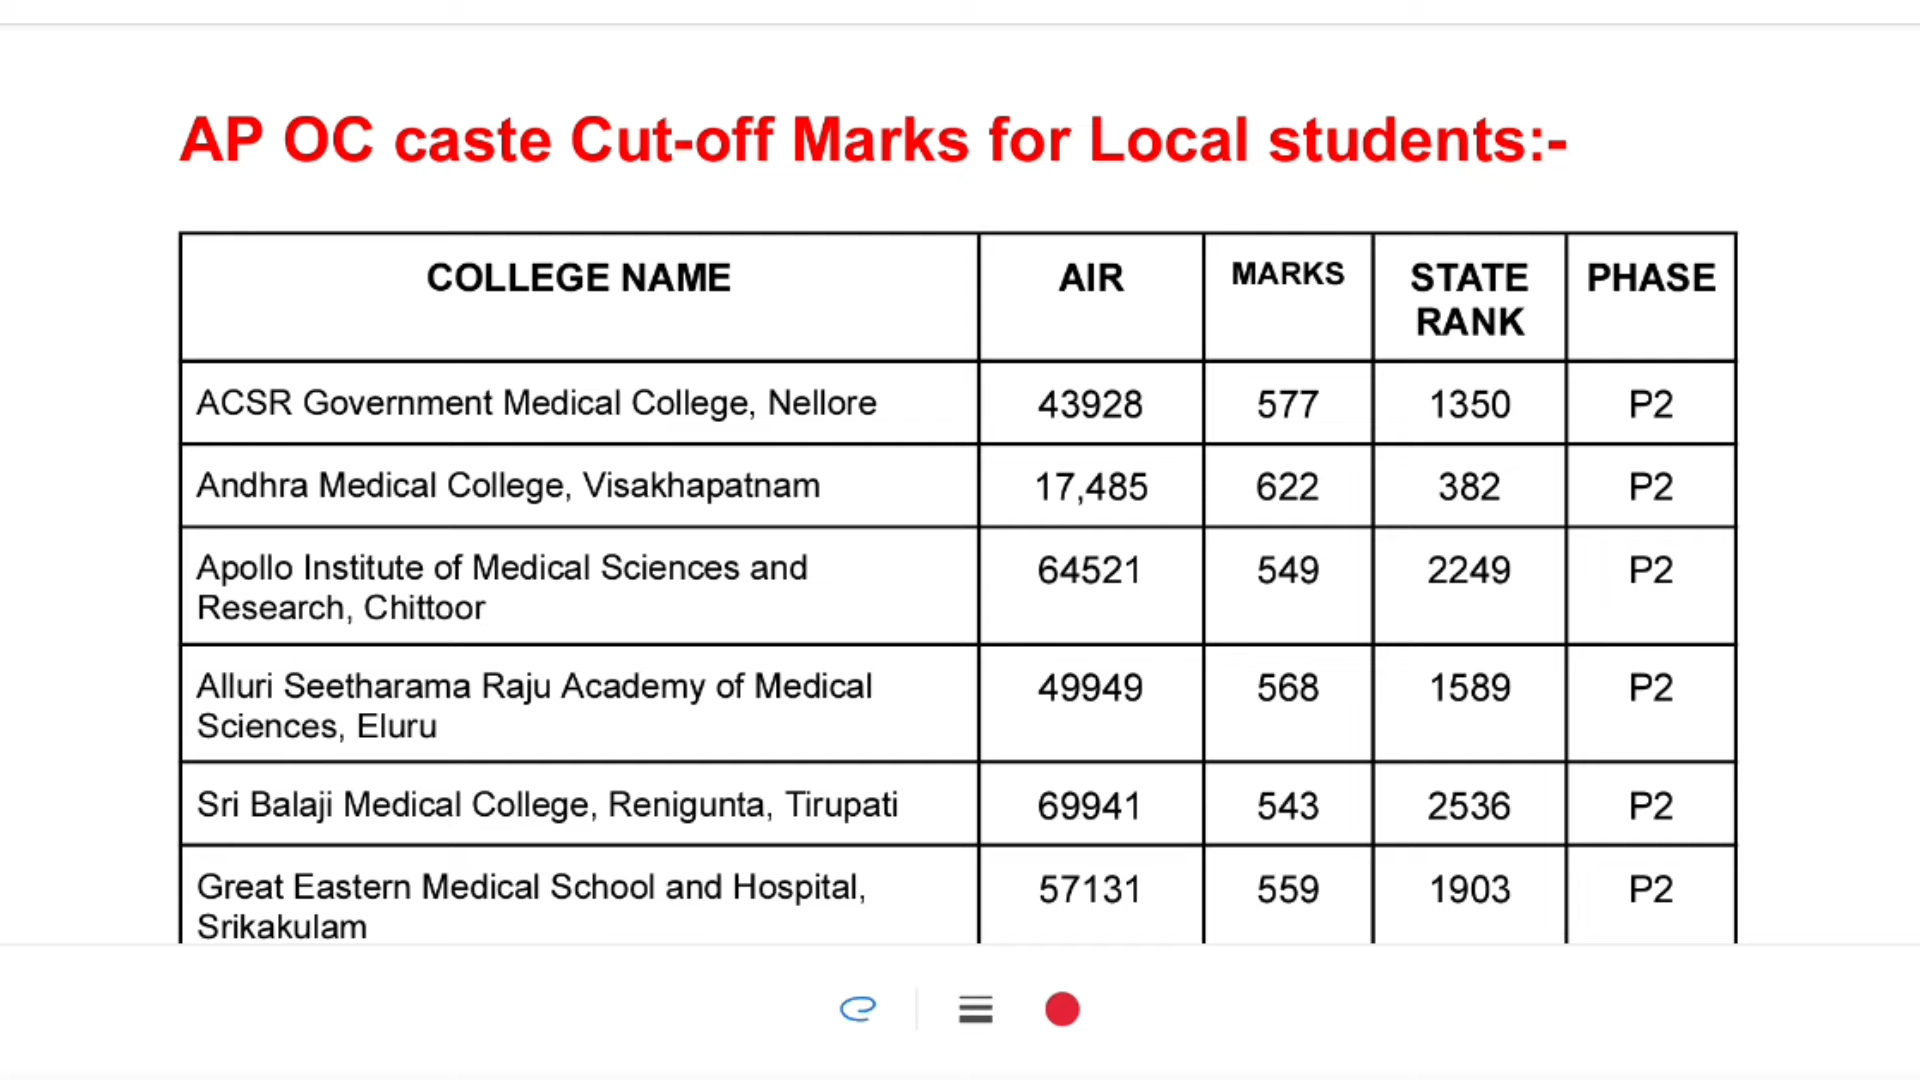 AP OC caste Cut-off Marks for Local students:-
COLLEGE NAME AIR MARKS STATE RANK PHASE
ACSR Government Medical College, Nellore 43928 577 1350 P2
Andhra Medical College, Visakhapatnam 17,485 622 382 P2
Apollo Institute of Medical Sciences and 64521 549 2249 P2
Research, Chittoor
Alluri Seetharama Raju Academy of Medical 49949 568 1589 P2
Sciences, Eluru
Sri Balaji Medical College, Renigunta, Tirupati 69941 543 2536 P2
Great Eastern Medical School and Hospital, 57131 559 1903 P2
Srikakulam